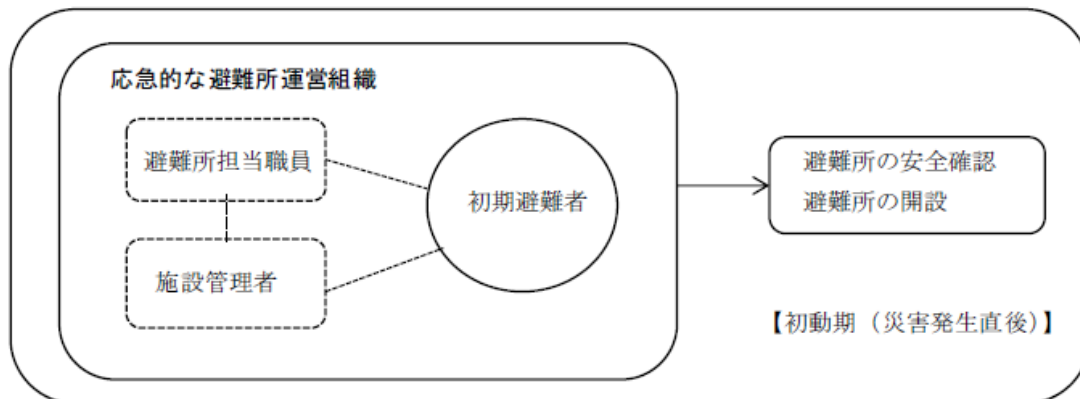 応急的な避難所運営組織
避難所担当職員
施設管理者
初期避難者
避難所の安全確認
避難所の開設
【初動期（災害発生直後）】